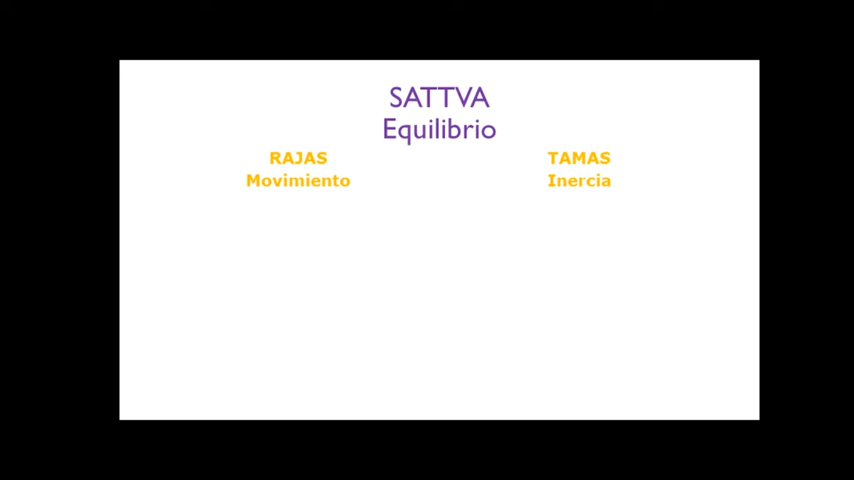 SATTVA
Equilibrio
RAJAS
Movimiento
TAMAS
Inercia